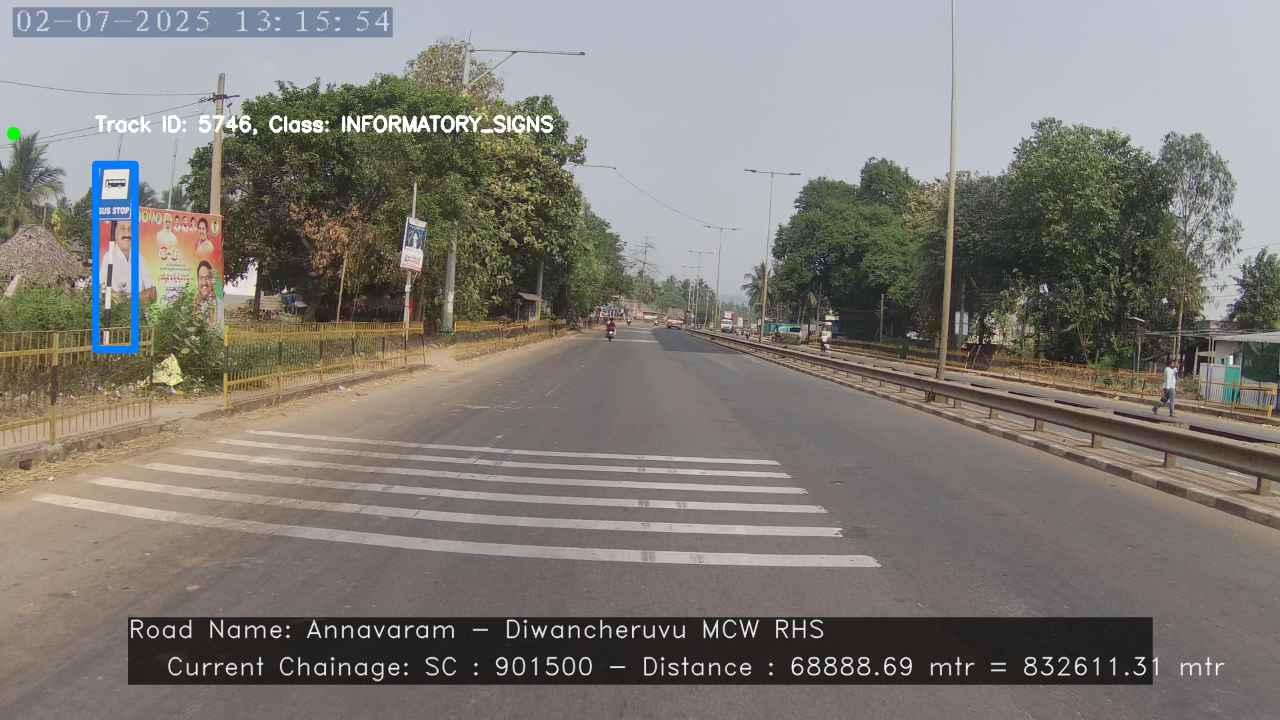 02-07-2025 13:15:54
Track ID: 5746, Class: INFORMATORY_SIGNS
BUS STOP
Road Name: Annavaram - Diwancheruvu MCW RHS
Current Chainage: SC : 901500 - Distance : 68888.69 mtr = 832611.31 mtr